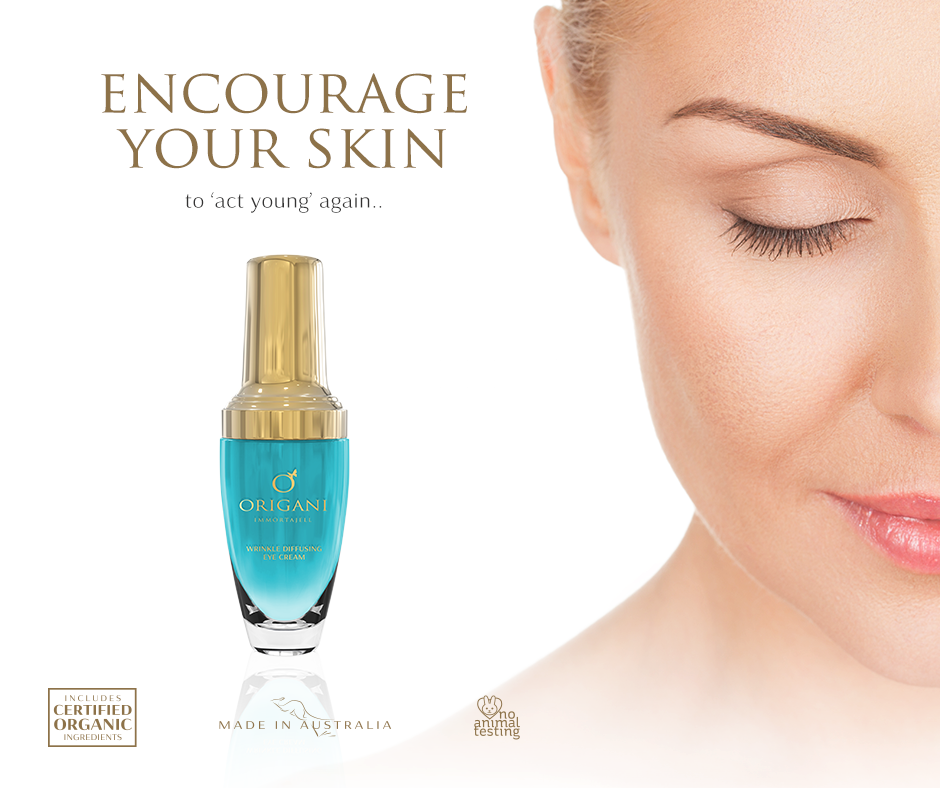 ENCOURAGE
YOUR SKIN
to ‘act young’ again..
ORIGANI
IMMORTAJELL
WRINKLE DIFFUSING
EYE CREAM
INCLUDES
CERTIFIED
ORGANIC
INGREDIENTS
MADE IN AUSTRALIA
no
animal
testing